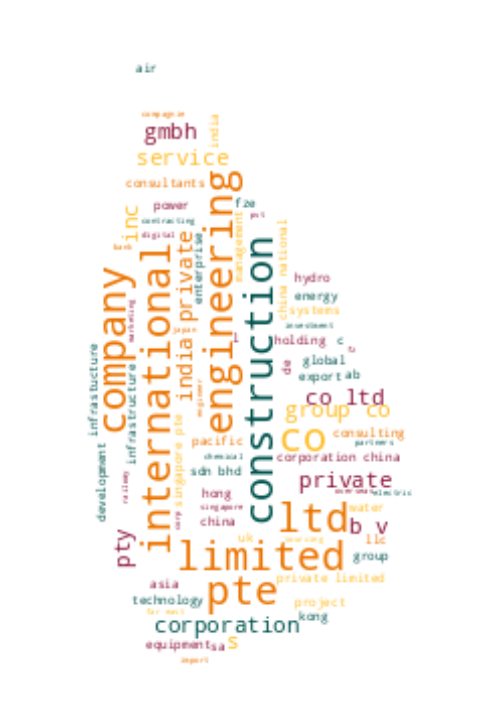 air
compagnie
gmbh
india
service
consultants
engineering
power
fze
inc
contracting
put
digital
management
bank
enterprise
china national
construction
international
india private
company
hydro
energy
marketing
systems
japan
investment
holding
c
infrastucture
infrastructure
global
de
export
ab
engineer
co ltd
group co
singapore pte
co
consulting
pacific
partners
development
chemical
corporation china
sdn bhd
railway
private
hong
overseas
electric
singapore
ltd
water
corp
china
b v
pty
uk
llc
limited
group
asia
pte
private limited
technology
project
far east
kong
corporation
equipment
sa
s
import